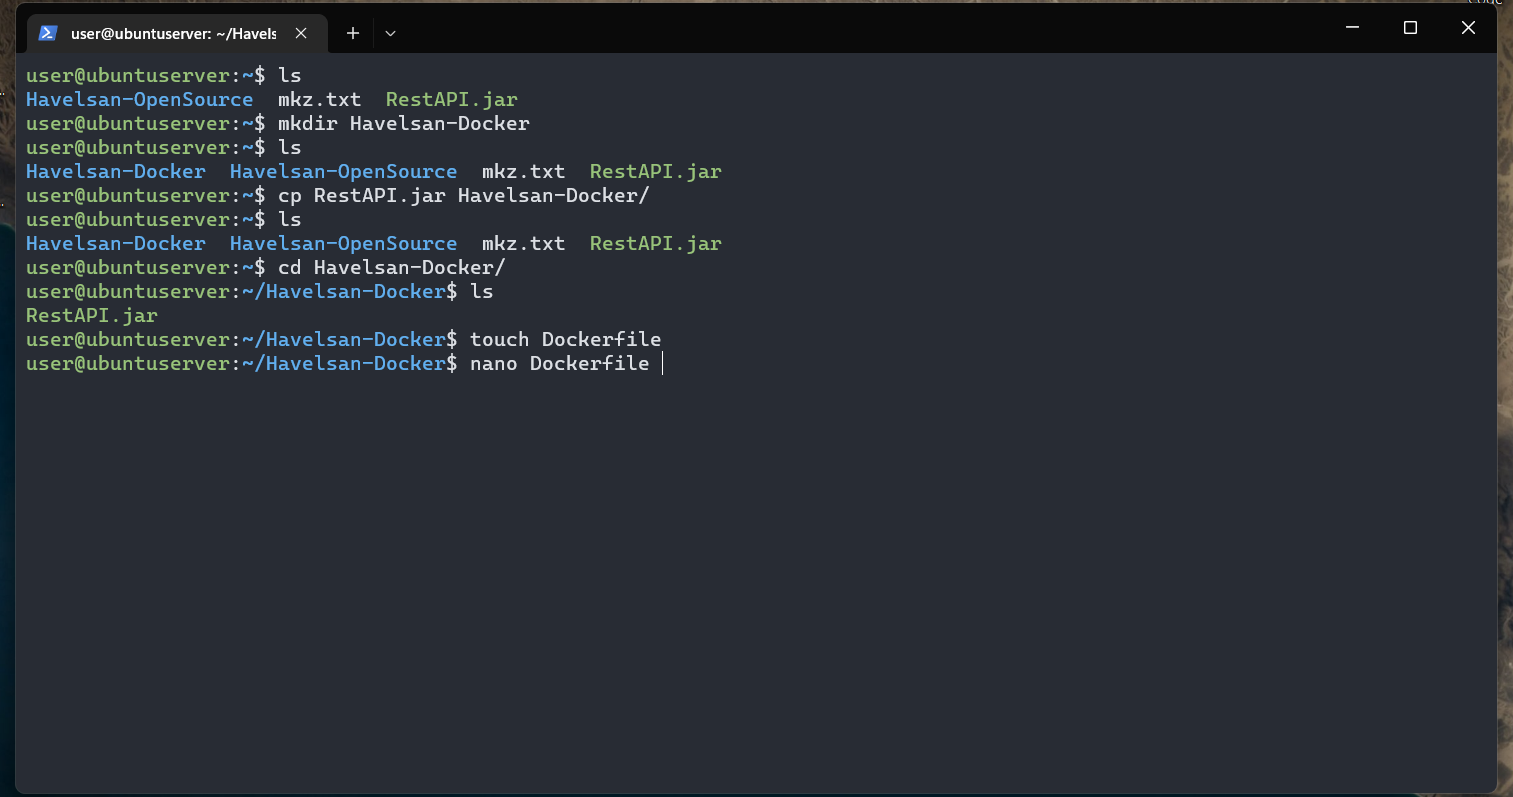 user@ubuntuserver: ~/Havels
user@ubuntuserver:~$ ls
Havelsan-OpenSource  mkz.txt  RestAPI.jar
user@ubuntuserver:~$ mkdir Havelsan-Docker
user@ubuntuserver:~$ ls
Havelsan-Docker  Havelsan-OpenSource  mkz.txt  RestAPI.jar
user@ubuntuserver:~$ cp RestAPI.jar Havelsan-Docker/
user@ubuntuserver:~$ ls
Havelsan-Docker  Havelsan-OpenSource  mkz.txt  RestAPI.jar
user@ubuntuserver:~$ cd Havelsan-Docker/
user@ubuntuserver:~/Havelsan-Docker$ ls
RestAPI.jar
user@ubuntuserver:~/Havelsan-Docker$ touch Dockerfile
user@ubuntuserver:~/Havelsan-Docker$ nano Dockerfile